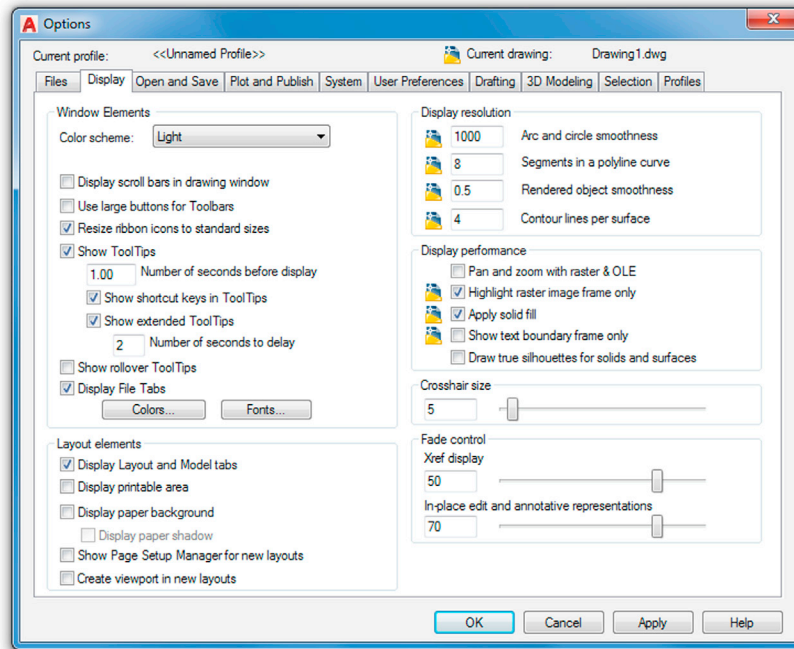 A Options
Current profile: <<Unnamed Profile>> Current drawing: Drawing1.dwg
Files Display Open and Save Plot and Publish System User Preferences Drafting 3D Modeling Selection Profiles
Window Elements
Color scheme: Light
Display scroll bars in drawing window
Use large buttons for Toolbars
Resize ribbon icons to standard sizes
Show ToolTips
1.00 Number of seconds before display
Show shortcut keys in ToolTips
Show extended ToolTips
2 Number of seconds to delay
Show rollover ToolTips
Display File Tabs
Colors... Fonts...
Layout elements
Display Layout and Model tabs
Display printable area
Display paper background
Display paper shadow
Show Page Setup Manager for new layouts
Create viewport in new layouts
Display resolution
1000 Arc and circle smoothness
8 Segments in a polyline curve
0.5 Rendered object smoothness
4 Contour lines per surface
Display performance
Pan and zoom with raster & OLE
Highlight raster image frame only
Apply solid fill
Show text boundary frame only
Draw true silhouettes for solids and surfaces
Crosshair size
5
Fade control
Xref display
50
In-place edit and annotative representations
70
OK Cancel Apply Help